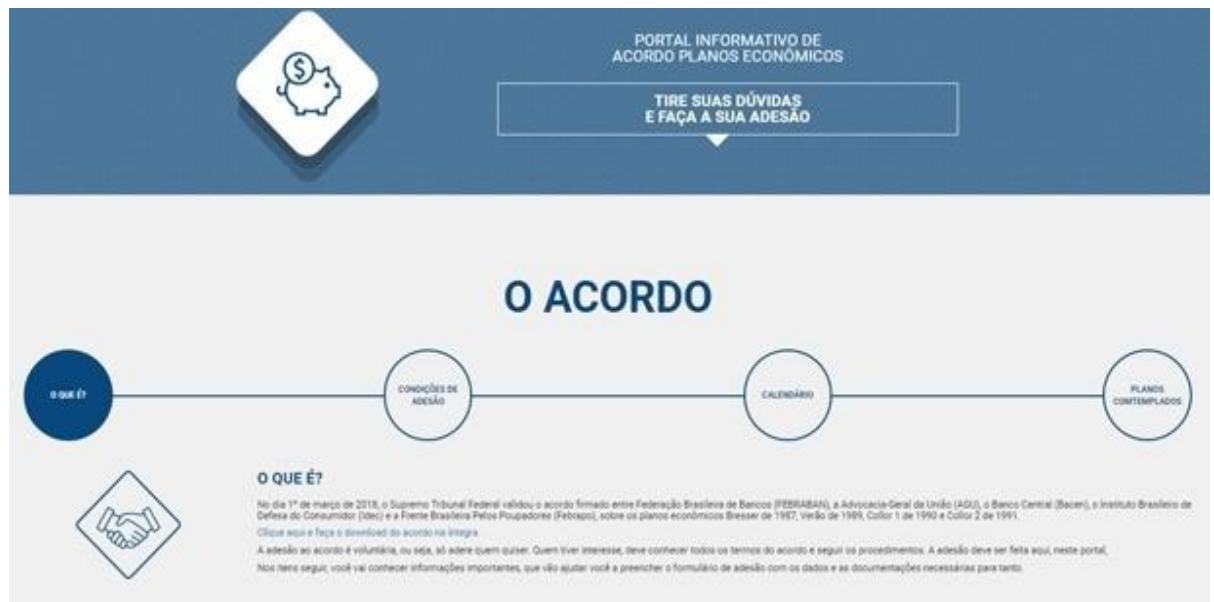 PORTAL INFORMATIVO DE
ACORDO PLANOS ECONÔMICOS
TIRE SUAS DÚVIDAS
E FAÇA A SUA ADESÃO
O ACORDO
O QUE É?
CONDIÇÕES DE
ADESÃO
CALENDÁRIO
PLANOS
COMTEMPLADOS
O QUE É?
No dia 1º de março de 2018, o Supremo Tribunal Federal validou o acordo firmado entre Federação Brasileira de Bancos (FEBRABAN), a Advocacia-Geral da União (AGU), o Banco Central (Bacen), o Instituto Brasileiro de
Defesa do Consumidor (Idec) e a Frente Brasileira Pelos Poupadores (Febrapo), sobre os planos econômicos Bresser de 1987, Verão de 1989, Collor 1 de 1990 e Collor 2 de 1991.
Clique aqui e faça o download do acordo na íntegra
A adesão ao acordo é voluntária, ou seja, só adere quem quiser. Quem tiver interesse, deve conhecer todos os termos do acordo e seguir os procedimentos. A adesão deve ser feita aqui, neste portal,
Nos itens seguir, você vai conhecer informações importantes, que vão ajudar você a preencher o formulário de adesão com os dados e as documentações necessárias para tanto.